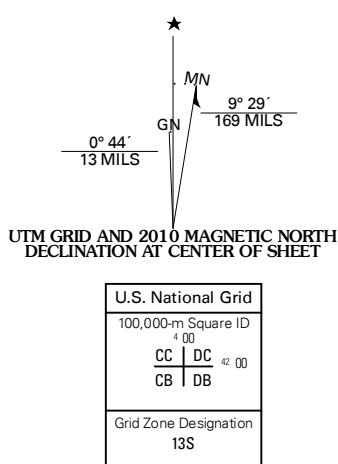 MN
9° 29´
169 MILS
GN
0° 44´
13 MILS
UTM GRID AND 2010 MAGNETIC NORTH
DECLINATION AT CENTER OF SHEET
U.S. National Grid
100,000-m Square ID
4 00
CC DC 42 00
CB DB
Grid Zone Designation
13S